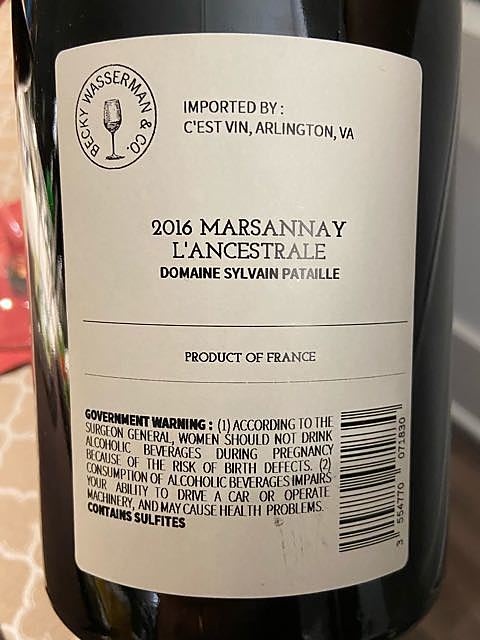 BECKY WASSERMAN & CO.
IMPORTED BY :
C'EST VIN, ARLINGTON, VA
2016 MARSANNAY
L'ANCESTRALE
DOMAINE SYLVAIN PATAILLE
PRODUCT OF FRANCE
GOVERNMENT WARNING : (1) ACCORDING TO THE
SURGEON GENERAL, WOMEN SHOULD NOT DRINK
ALCOHOLIC BEVERAGES DURING PREGNANCY
BECAUSE OF THE RISK OF BIRTH DEFECTS. (2)
CONSUMPTION OF ALCOHOLIC BEVERAGES IMPAIRS
YOUR ABILITY TO DRIVE A CAR OR OPERATE
MACHINERY, AND MAY CAUSE HEALTH PROBLEMS.
CONTAINS SULFITES
3 554770 071830